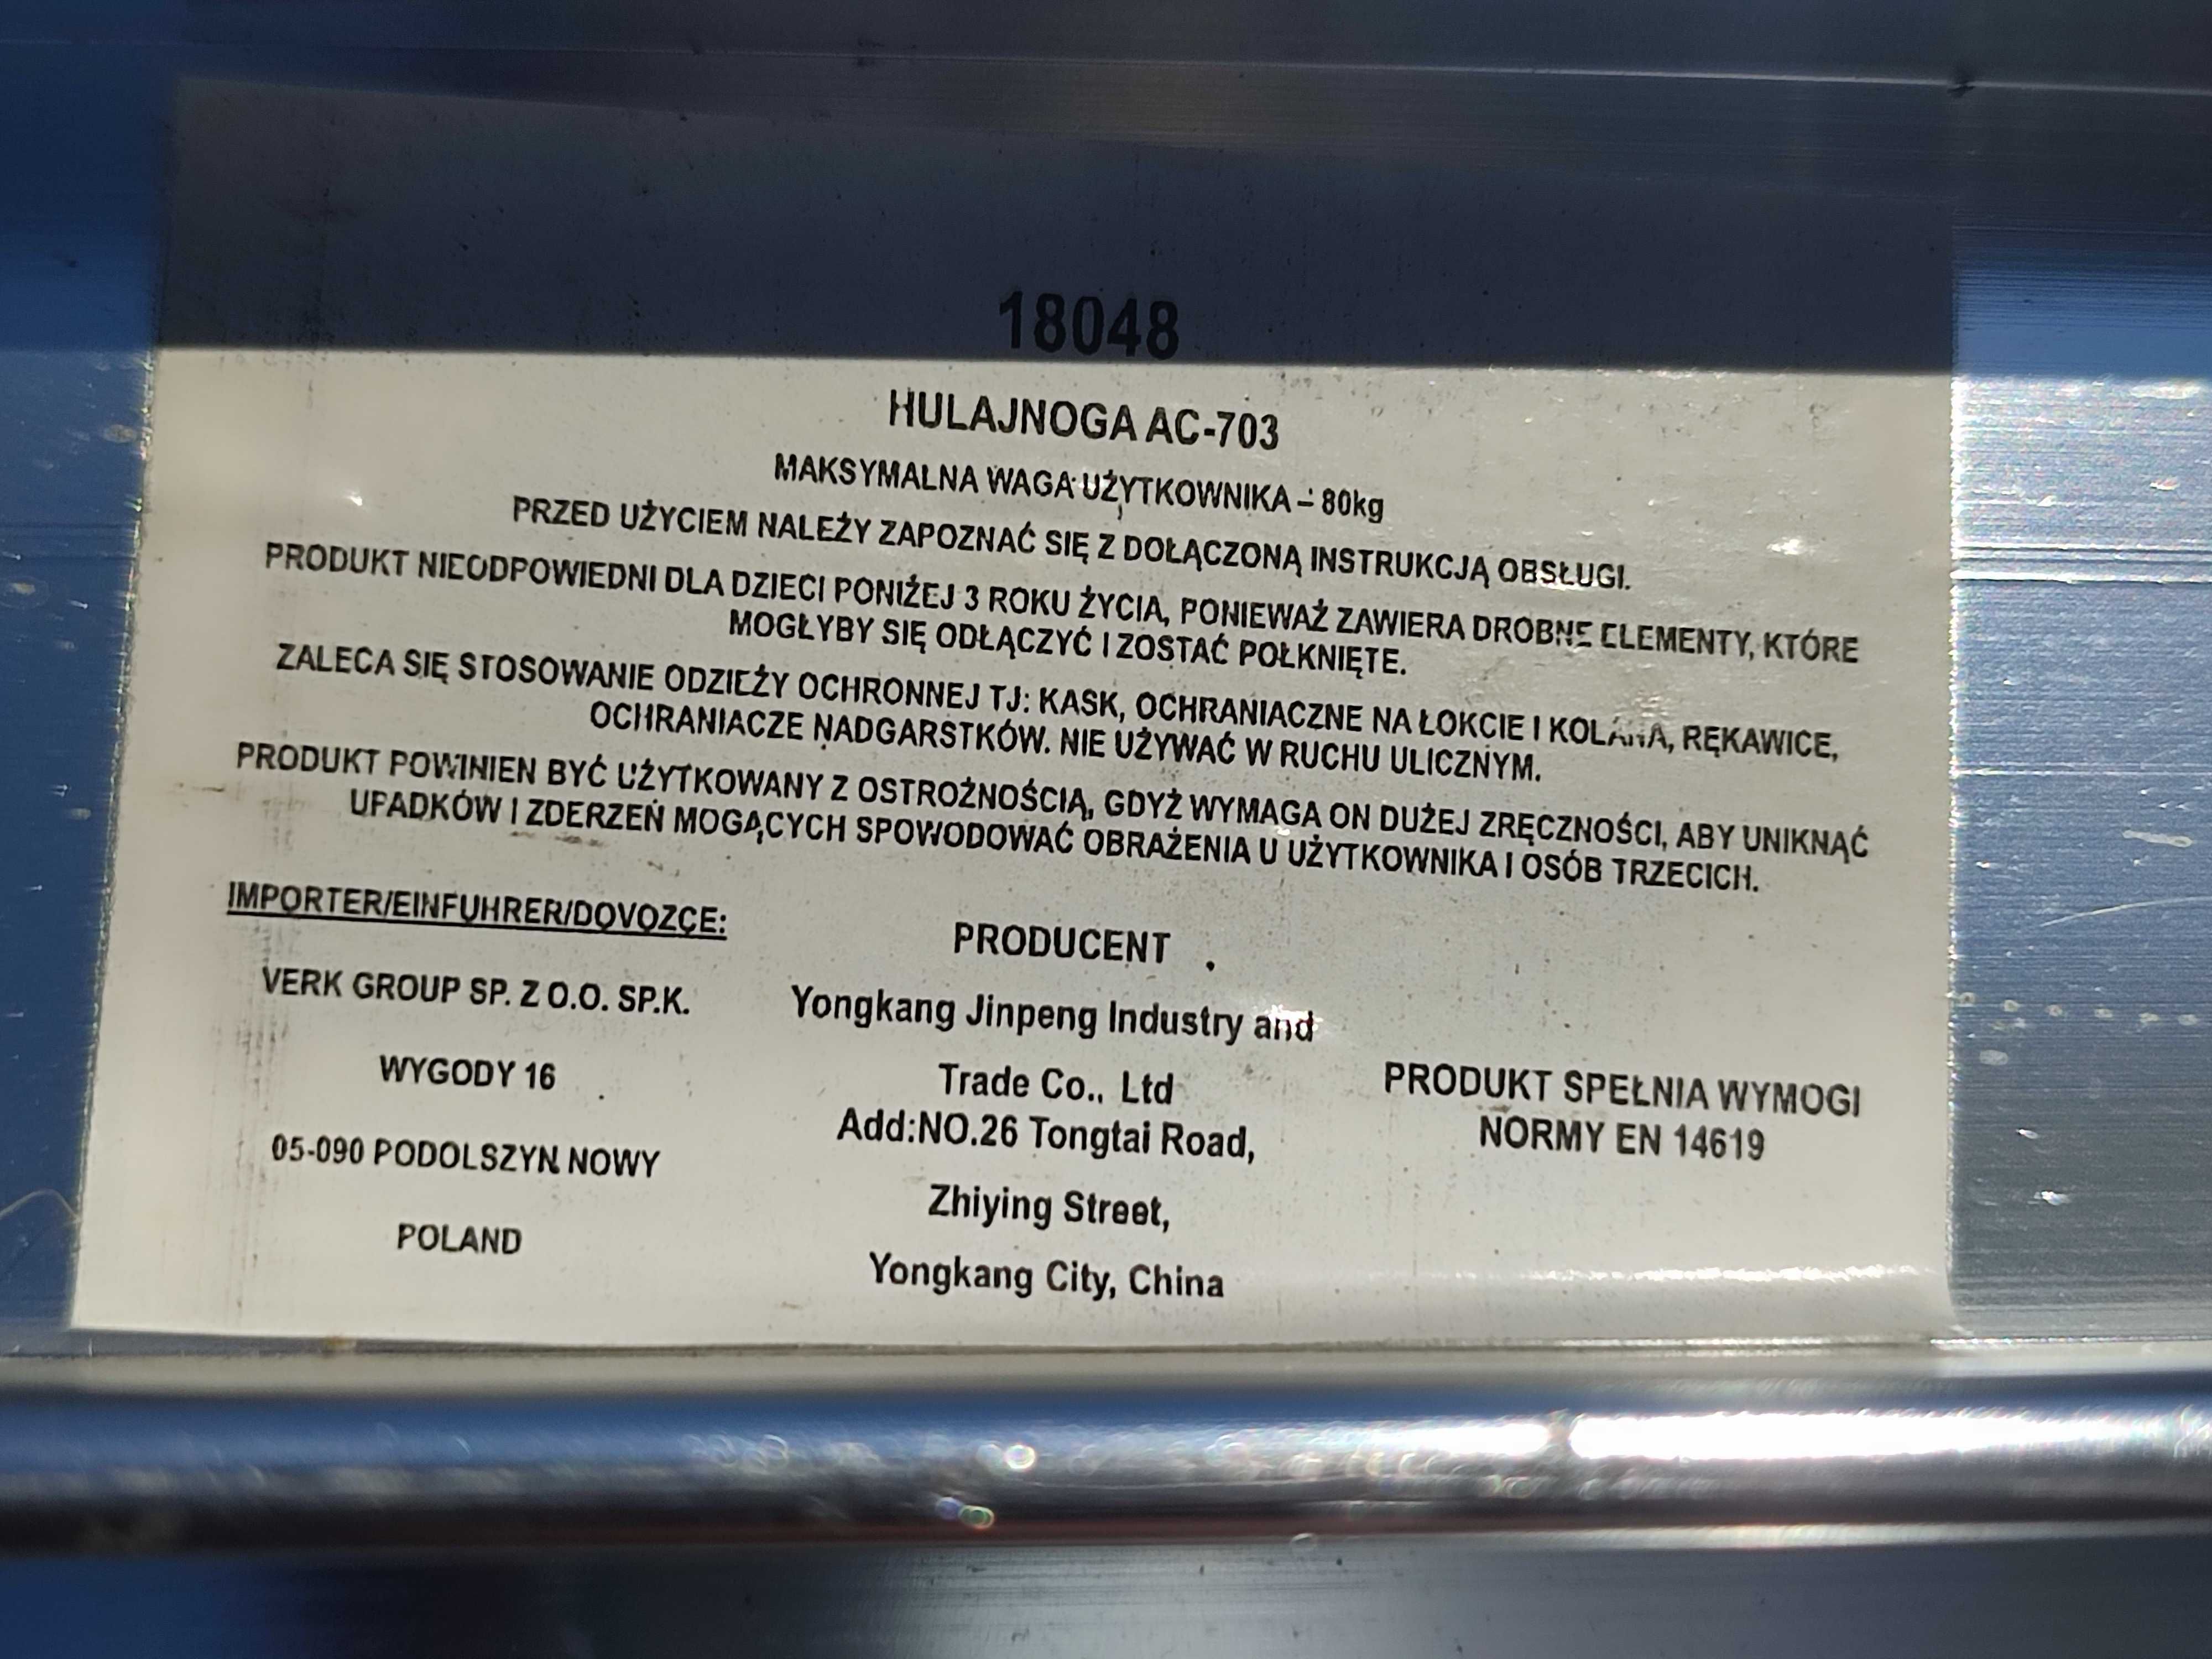 18048
HULAJNOGA AC-703
MAKSYMALNA WAGA UŻYTKOWNIKA – 80kg
PRZED UŻYCIEM NALEŻY ZAPOZNAĆ SIĘ Z DOŁĄCZONĄ INSTRUKCJĄ OBSŁUGI.
PRODUKT NIEODPOWIEDNI DLA DZIECI PONIŻEJ 3 ROKU ŻYCIA, PONIEWAŻ ZAWIERA DROBNE ELEMENTY, KTÓRE
MOGŁYBY SIĘ ODŁĄCZYĆ I ZOSTAĆ POŁKNIĘTE.
ZALECA SIĘ STOSOWANIE ODZIEŻY OCHRONNEJ TJ: KASK, OCHRANIACZNE NA ŁOKCIE I KOLANA, RĘKAWICE,
OCHRANIACZE NADGARSTKÓW. NIE UŻYWAĆ W RUCHU ULICZNYM.
PRODUKT POWINIEN BYĆ UŻYTKOWANY Z OSTROŻNOŚCIĄ, GDYŻ WYMAGA ON DUŻEJ ZRĘCZNOŚCI, ABY UNIKNĄĆ
UPADKÓW I ZDERZEŃ MOGĄCYCH SPOWODOWAĆ OBRAŻENIA U UŻYTKOWNIKA I OSÓB TRZECICH.
IMPORTER/EINFUHRER/DOVOZCE:
VERK GROUP SP. Z O.O. SP.K.
WYGODY 16
05-090 PODOLSZYN NOWY
POLAND
PRODUCENT
Yongkang Jinpeng Industry and
Trade Co., Ltd
Add:NO.26 Tongtai Road,
Zhiying Street,
Yongkang City, China
PRODUKT SPEŁNIA WYMOGI
NORMY EN 14619